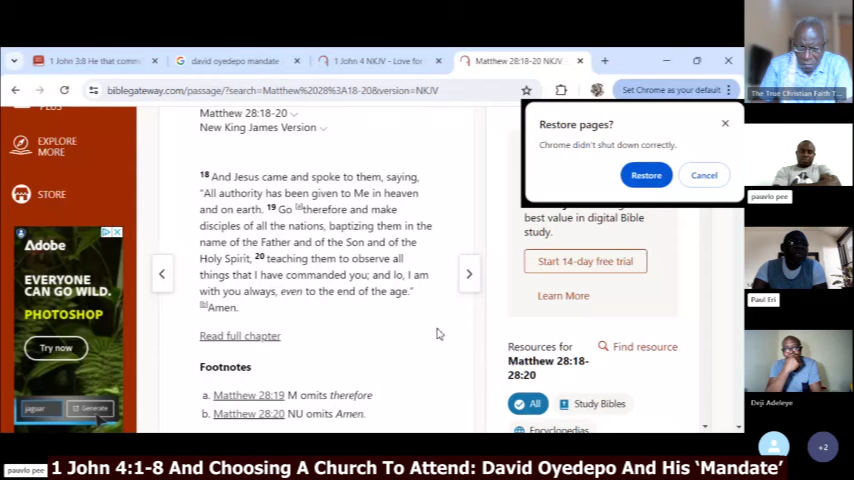 1 John 3:8 He that comm
david oyedepo mandate
1 John 4 NKJV - Love for
Matthew 28:18-20 NKJV
biblegateway.com/passage/?search=Matthew%2028%3A18-20&version=NKJV
Set Chrome as your default
The True Christian Faith T...
PLUS
EXPLORE
MORE
STORE
Matthew 28:18-20
New King James Version
18 And Jesus came and spoke to them, saying,
“All authority has been given to Me in heaven
and on earth. 19 Go [a]therefore and make
disciples of all the nations, baptizing them in the
name of the Father and of the Son and of the
Holy Spirit, 20 teaching them to observe all
things that I have commanded you; and lo, I am
with you always, even to the end of the age.”
[b]Amen.
Read full chapter
Footnotes
a. Matthew 28:19 M omits therefore
b. Matthew 28:20 NU omits Amen.
Restore pages?
Chrome didn't shut down correctly.
Restore
Cancel
best value in digital Bible
study.
Start 14-day free trial
Learn More
Resources for
Matthew 28:18-
28:20
Find resource
All
Study Bibles
Encyclopedias
Adobe
EVERYONE
CAN GO WILD.
PHOTOSHOP
Try now
jaguar
Generate
pauvlo pee
Paul Eri
Deji Adeleye
+2
pauvlo pee
1 John 4:1-8 And Choosing A Church To Attend: David Oyedepo And His ‘Mandate’